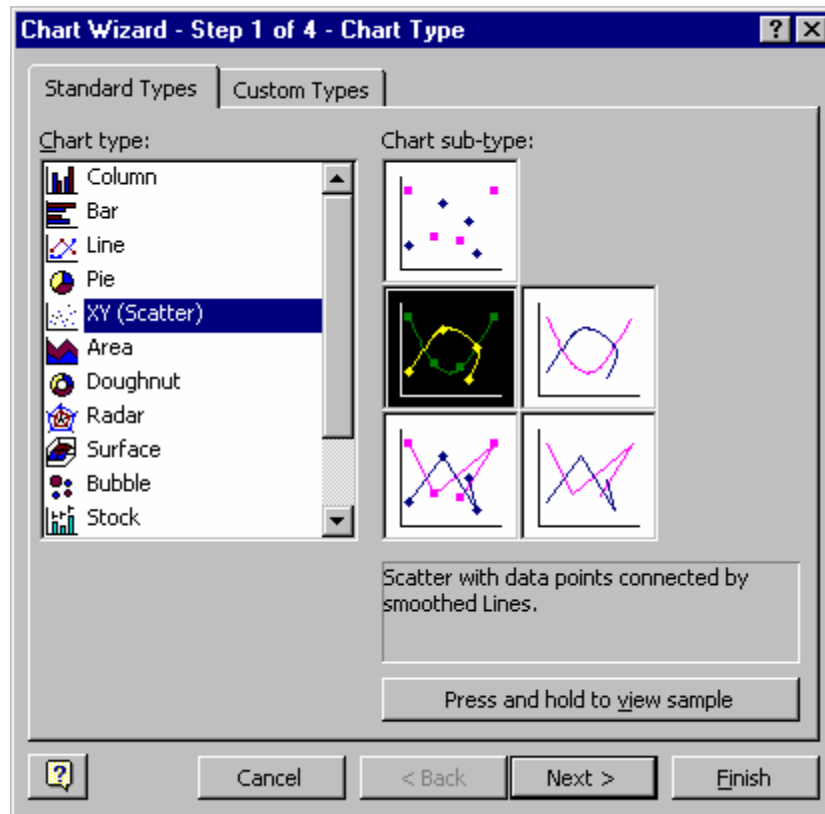 Chart Wizard - Step 1 of 4 - Chart Type
Standard Types
Custom Types
Chart type:
Chart sub-type:
Column
Bar
Line
Pie
XY (Scatter)
Area
Doughnut
Radar
Surface
Bubble
Stock
Scatter with data points connected by
smoothed Lines.
Press and hold to view sample
Cancel
< Back
Next >
Finish